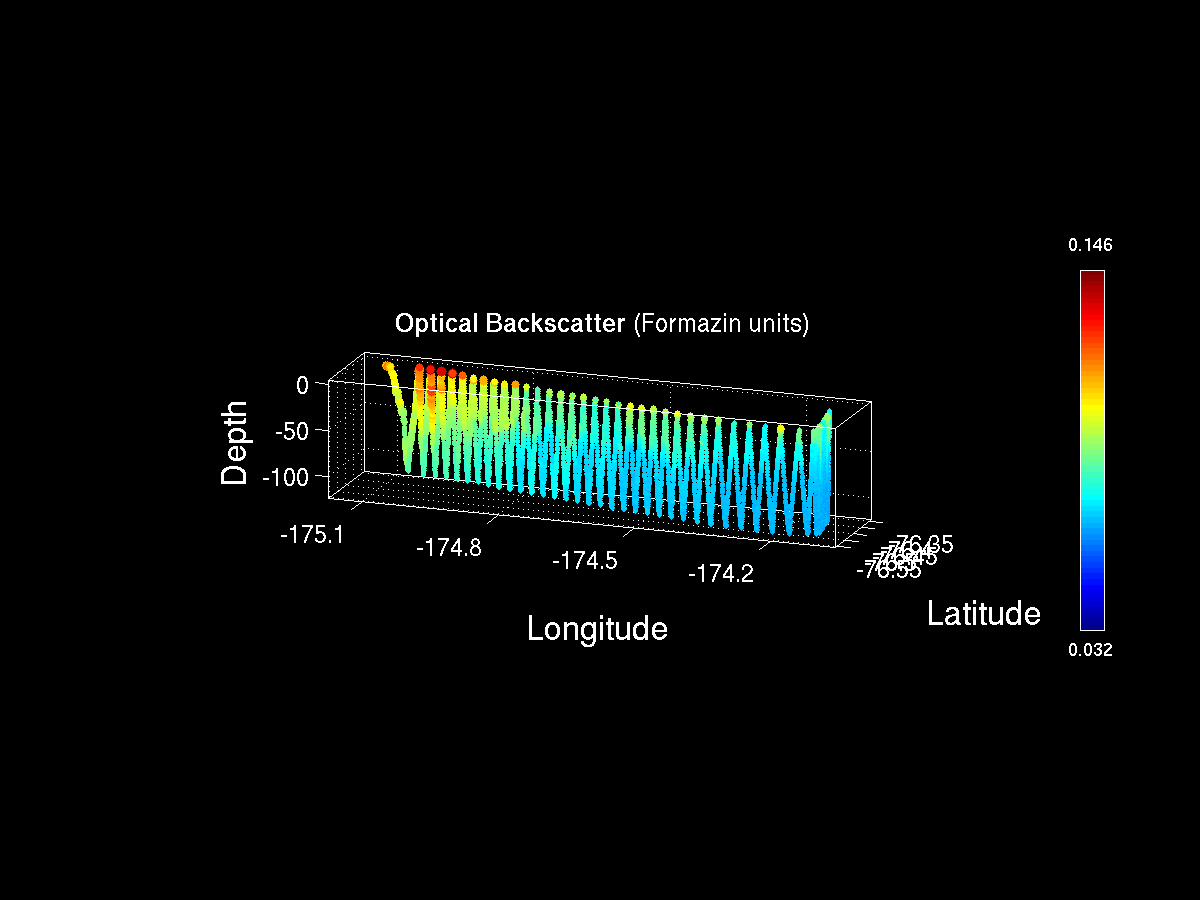 0.146
Optical Backscatter (Formazin units)
0
-50
-100
Depth
-175.1
-174.8
-174.5
-174.2
-76.35
-76.55
Longitude
Latitude
0.032